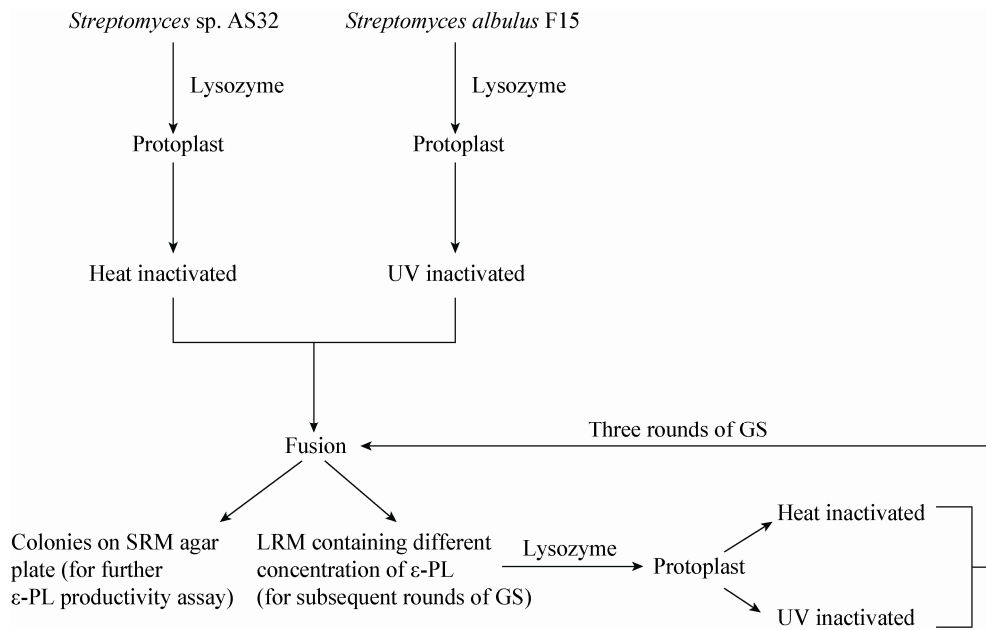 Streptomyces sp. AS32
Streptomyces albulus F15
Lysozyme
Lysozyme
Protoplast
Protoplast
Heat inactivated
UV inactivated
Fusion
Three rounds of GS
Colonies on SRM agar
plate (for further
ε-PL productivity assay)
LRM containing different
concentration of ε-PL
(for subsequent rounds of GS)
Lysozyme
Protoplast
Heat inactivated
UV inactivated